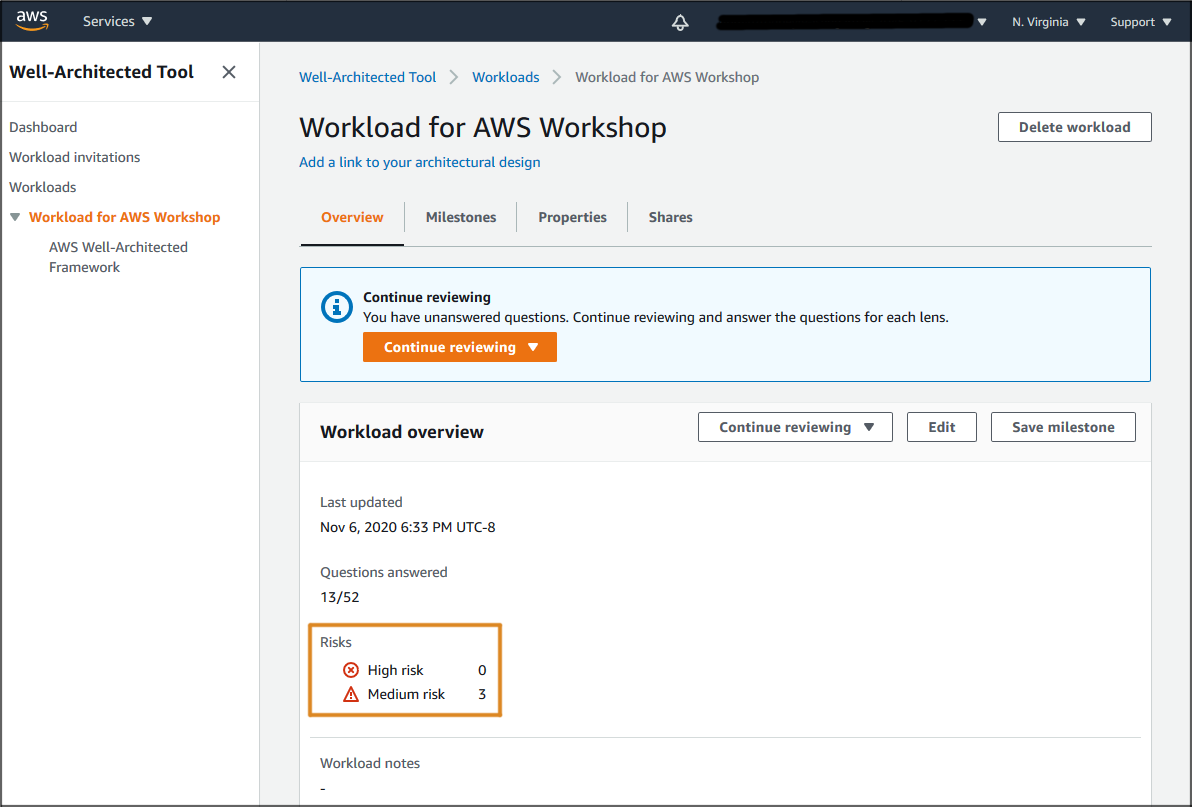 aws Services N. Virginia Support
Well-Architected Tool
Dashboard
Workload invitations
Workloads
Workload for AWS Workshop
AWS Well-Architected
Framework
Well-Architected Tool Workloads Workload for AWS Workshop
Workload for AWS Workshop
Delete workload
Add a link to your architectural design
Overview Milestones Properties Shares
Continue reviewing
You have unanswered questions. Continue reviewing and answer the questions for each lens.
Continue reviewing
Workload overview
Continue reviewing Edit Save milestone
Last updated
Nov 6, 2020 6:33 PM UTC-8
Questions answered
13/52
Risks
High risk 0
Medium risk 3
Workload notes
-